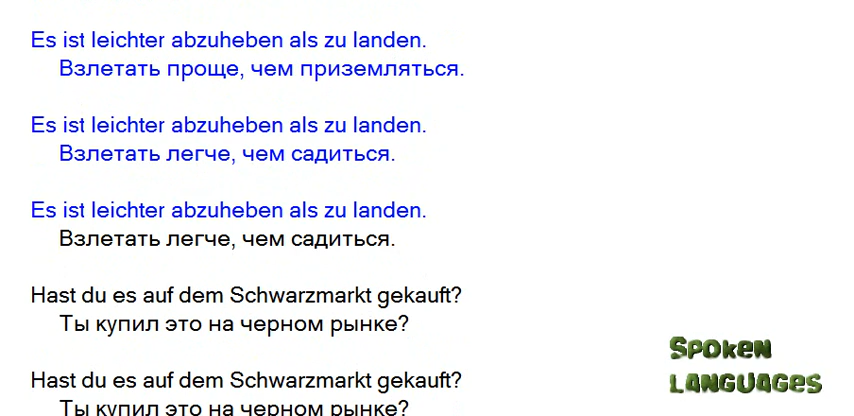 Es ist leichter abzuheben als zu landen.
Взлетать проще, чем приземляться.
Es ist leichter abzuheben als zu landen.
Взлетать легче, чем садиться.
Es ist leichter abzuheben als zu landen.
Взлетать легче, чем садиться.
Hast du es auf dem Schwarzmarkt gekauft?
Ты купил это на черном рынке?
Hast du es auf dem Schwarzmarkt gekauft?
Ты купил это на черном рынке?
Spoken
Languages